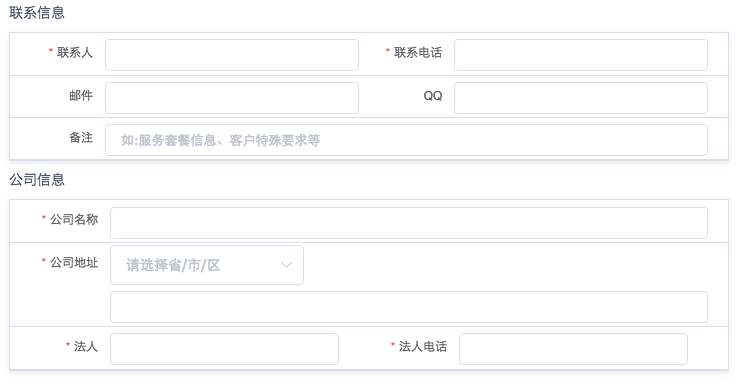 联系信息
* 联系人 * 联系电话
邮件 QQ
备注 如:服务套餐信息、客户特殊要求等
公司信息
* 公司名称
* 公司地址 请选择省/市/区
* 法人 * 法人电话